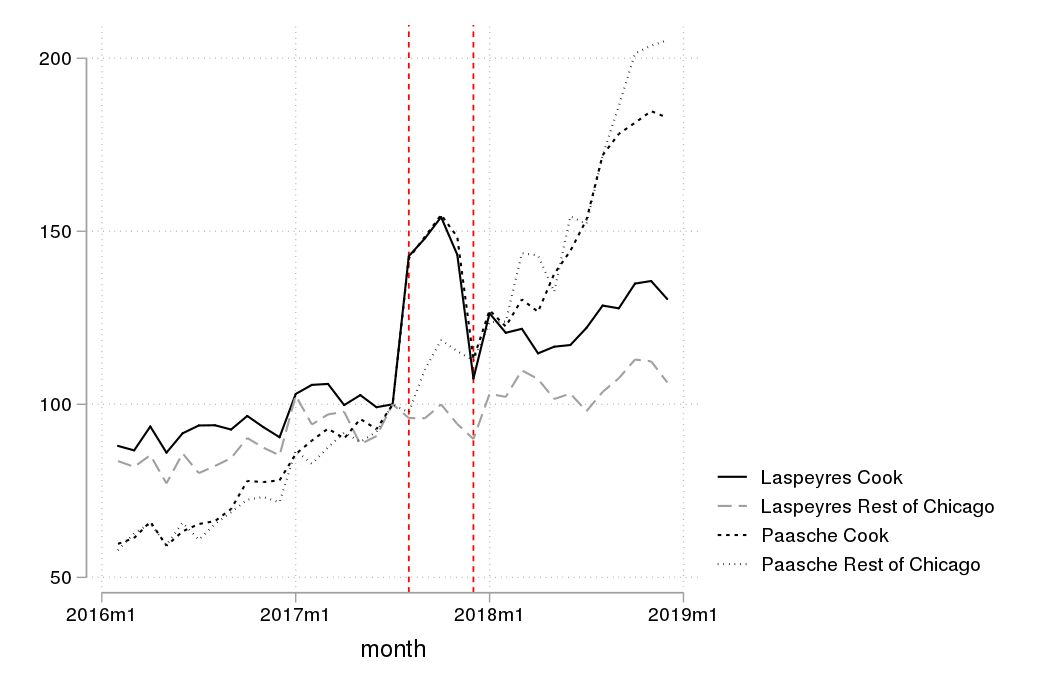 200
150
100
50
2016m1
2017m1
2018m1
2019m1
month
Laspeyres Cook
Laspeyres Rest of Chicago
Paasche Cook
Paasche Rest of Chicago